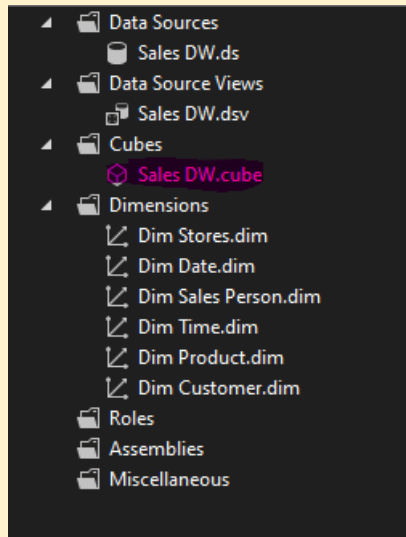 Data Sources
Sales DW.ds
Data Source Views
Sales DW.dsv
Cubes
Sales DW.cube
Dimensions
Dim Stores.dim
Dim Date.dim
Dim Sales Person.dim
Dim Time.dim
Dim Product.dim
Dim Customer.dim
Roles
Assemblies
Miscellaneous